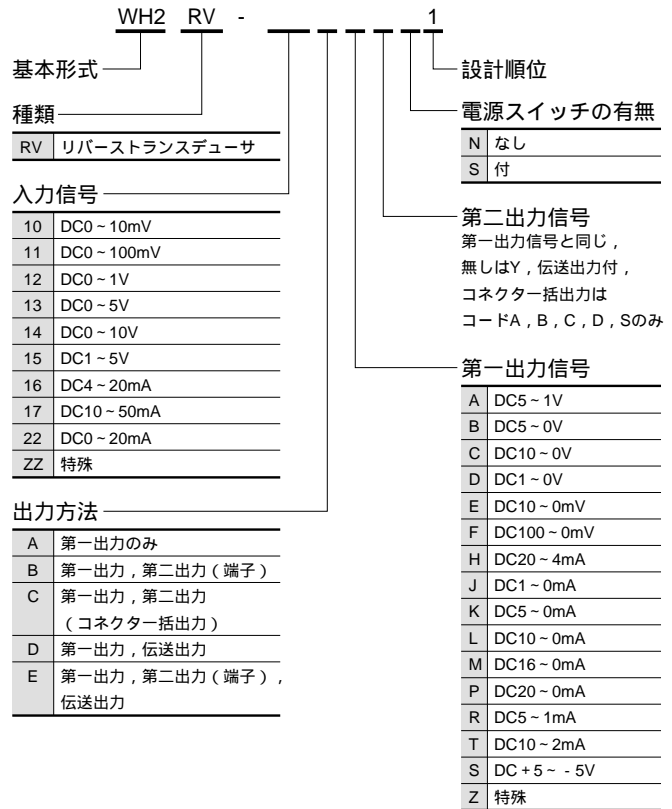 WH2 RV - 1
基本形式
種類
RV リバーストランスデューサ
入力信号
10 DC0~10mV
11 DC0~100mV
12 DC0~1V
13 DC0~5V
14 DC0~10V
15 DC1~5V
16 DC4~20mA
17 DC10~50mA
22 DC0~20mA
ZZ 特殊
出力方法
A 第一出力のみ
B 第一出力,第二出力(端子)
C 第一出力,第二出力
(コネクタ一括出力)
D 第一出力,伝送出力
E 第一出力,第二出力(端子),
伝送出力
設計順位
電源スイッチの有無
N なし
S 付
第二出力信号
第一出力信号と同じ,
無しはY,伝送出力付,
コネクタ一括出力は
コードA,B,C,D,Sのみ
第一出力信号
A DC5~1V
B DC5~0V
C DC10~0V
D DC1~0V
E DC10~0mV
F DC100~0mV
H DC20~4mA
J DC1~0mA
K DC5~0mA
L DC10~0mA
M DC16~0mA
P DC20~0mA
R DC5~1mA
T DC10~2mA
S DC+5~-5V
Z 特殊